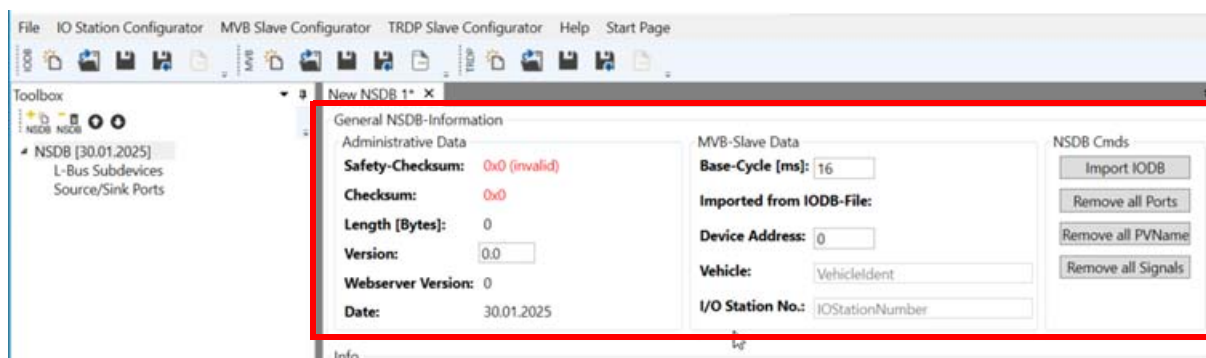 File IO Station Configurator MVB Slave Configurator TRDP Slave Configurator Help Start Page
IODB MVB TRDP
Toolbox
NSDB NSDB
NSDB [30.01.2025]
L-Bus Subdevices
Source/Sink Ports
New NSDB 1*
General NSDB-Information
Administrative Data
Safety-Checksum: 0x0 (invalid)
Checksum: 0x0
Length [Bytes]: 0
Version: 0.0
Webserver Version: 0
Date: 30.01.2025
MVB-Slave Data
Base-Cycle [ms]: 16
Imported from IODB-File:
Device Address: 0
Vehicle: VehicleIdent
I/O Station No.: IOStationNumber
NSDB Cmds
Import IODB
Remove all Ports
Remove all PVName
Remove all Signals
Info